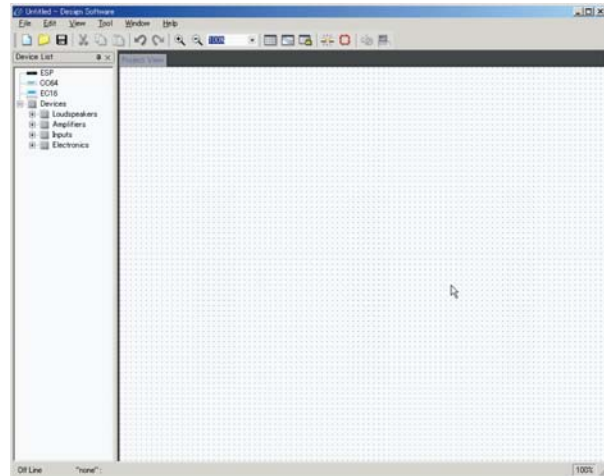 Untitled - Design Software
File Edit View Tool Window Help
100%
Device List
Project View
ESP
CC64
EC16
Devices
Loudspeakers
Amplifiers
Inputs
Electronics
Off Line "none" : 100%